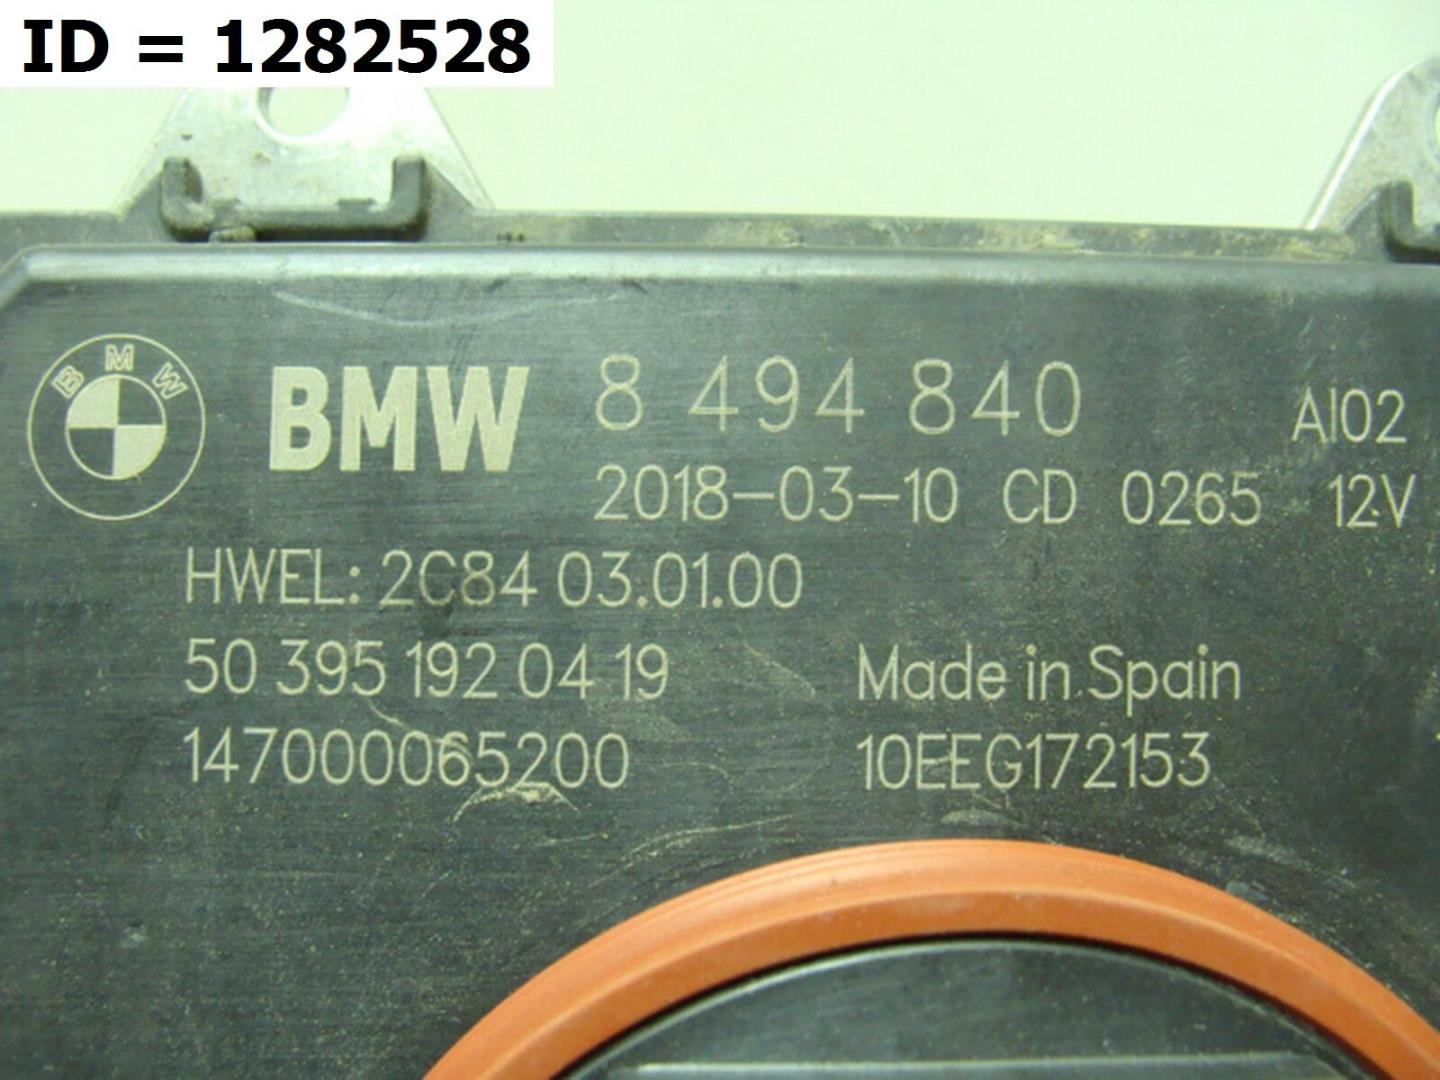 ID = 1282528
BMW BMW 8 494 840 AI02
2018-03-10 CD 0265 12V
HWEL: 2C84 03.01.00
50 395 192 04 19 Made in Spain
147000065200 10EEG172153